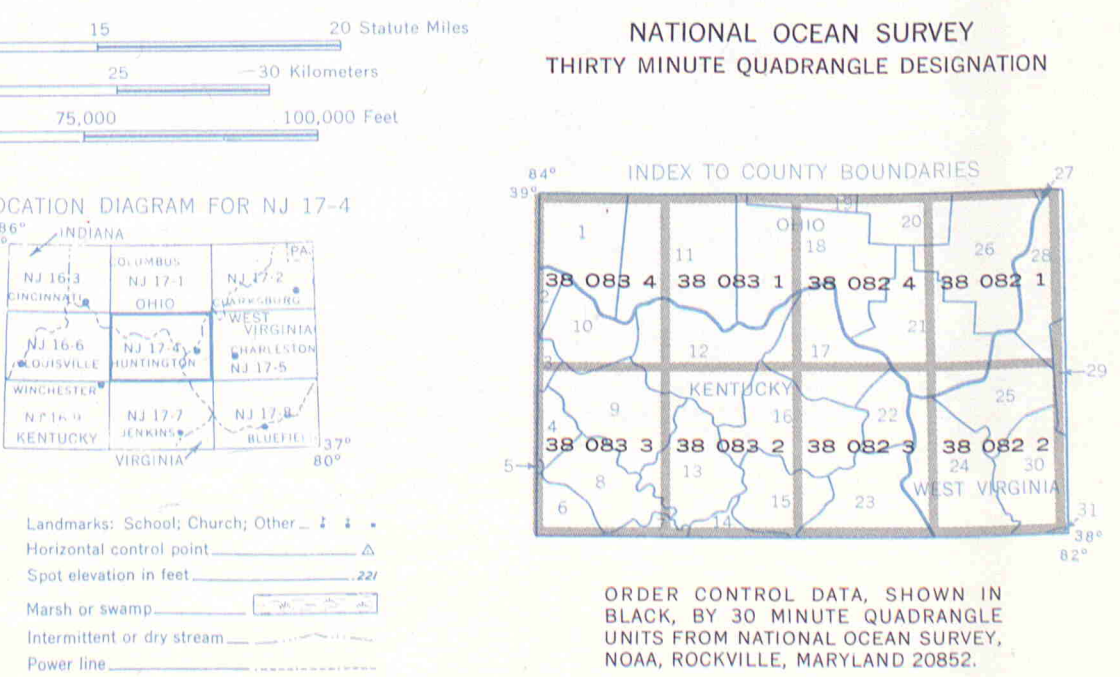 15 20 Statute Miles
25 30 Kilometers
75,000 100,000 Feet
OCATION DIAGRAM FOR NJ 17-4
86°
INDIANA
PA.
COLUMBUS
NJ 16-3 NJ 17-1 NJ 17-2
CINCINNATI OHIO CLARKSBURG
WEST
VIRGINIA
NJ 16-6 NJ 17-4 CHARLESTON
LOUISVILLE HUNTINGTON NJ 17-5
WINCHESTER
NJ 16-9 NJ 17-7 NJ 17-8
KENTUCKY JENKINS BLUEFIEL
37°
VIRGINIA 80°
Landmarks: School; Church; Other
Horizontal control point
Spot elevation in feet .221
Marsh or swamp
Intermittent or dry stream
Power line
NATIONAL OCEAN SURVEY
THIRTY MINUTE QUADRANGLE DESIGNATION
INDEX TO COUNTY BOUNDARIES
84° 27
39°
19
1 OHIO 20
11 18 26 28
38 083 4 38 083 1 38 082 4 38 082 1
2
10 21
12 17
3 29
KENTUCKY 25
9 16 22
4
38 083 3 38 083 2 38 082 3 38 082 2
5 13 24 30
8 WEST VIRGINIA
6 15 23
7 14 31
38°
82°
ORDER CONTROL DATA, SHOWN IN
BLACK, BY 30 MINUTE QUADRANGLE
UNITS FROM NATIONAL OCEAN SURVEY,
NOAA, ROCKVILLE, MARYLAND 20852.